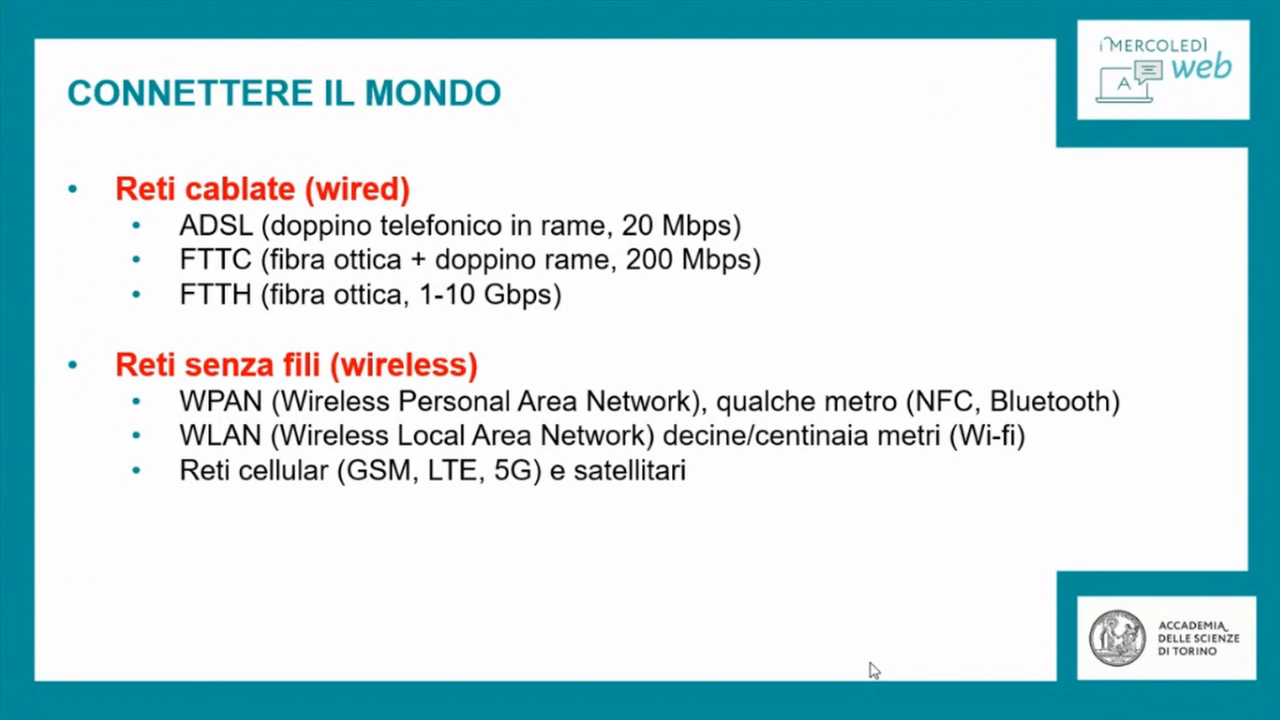 i MERCOLEDÌ
web
A
CONNETTERE IL MONDO
• Reti cablate (wired)
• ADSL (doppino telefonico in rame, 20 Mbps)
• FTTC (fibra ottica + doppino rame, 200 Mbps)
• FTTH (fibra ottica, 1-10 Gbps)
• Reti senza fili (wireless)
• WPAN (Wireless Personal Area Network), qualche metro (NFC, Bluetooth)
• WLAN (Wireless Local Area Network) decine/centinaia metri (Wi-fi)
• Reti cellular (GSM, LTE, 5G) e satellitari
ACCADEMIA
DELLE SCIENZE
DI TORINO